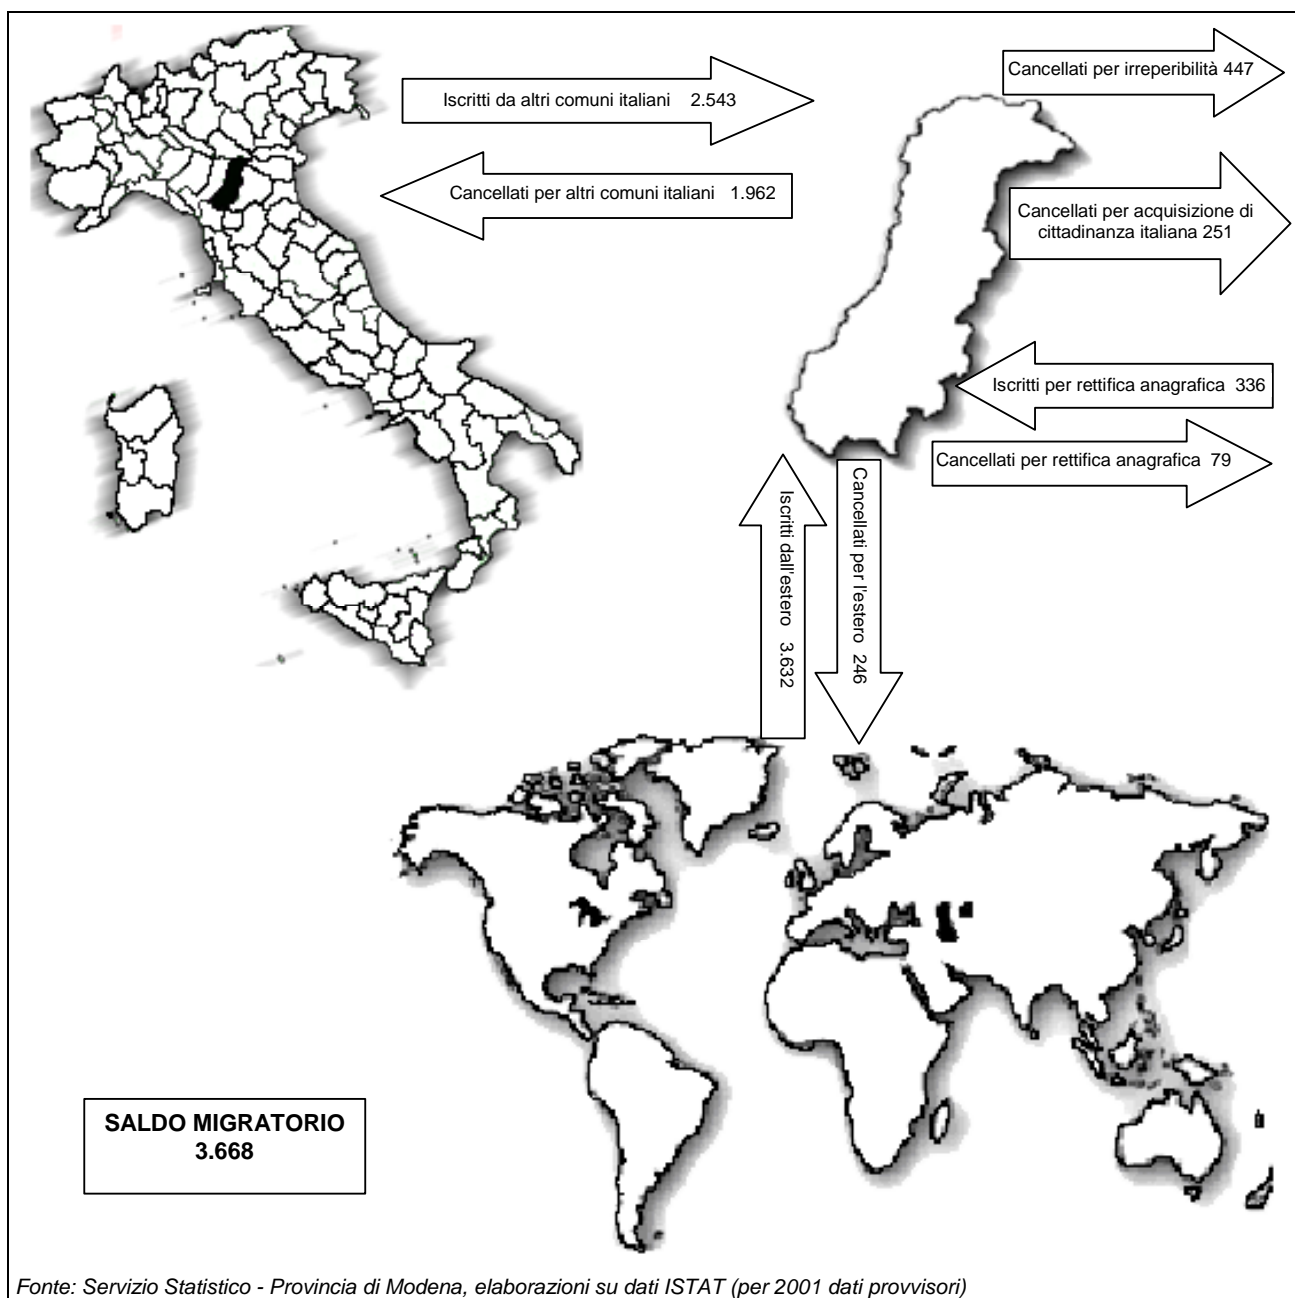 Cancellati per irreperibilità 447
Iscritti da altri comuni italiani 2.543
Cancellati per altri comuni italiani 1.962
Cancellati per acquisizione di
cittadinanza italiana 251
Iscritti per rettifica anagrafica 336
Cancellati per rettifica anagrafica 79
Iscritti dall'estero 3.632
Cancellati per l'estero 246
SALDO MIGRATORIO
3.668
Fonte: Servizio Statistico - Provincia di Modena, elaborazioni su dati ISTAT (per 2001 dati provvisori)